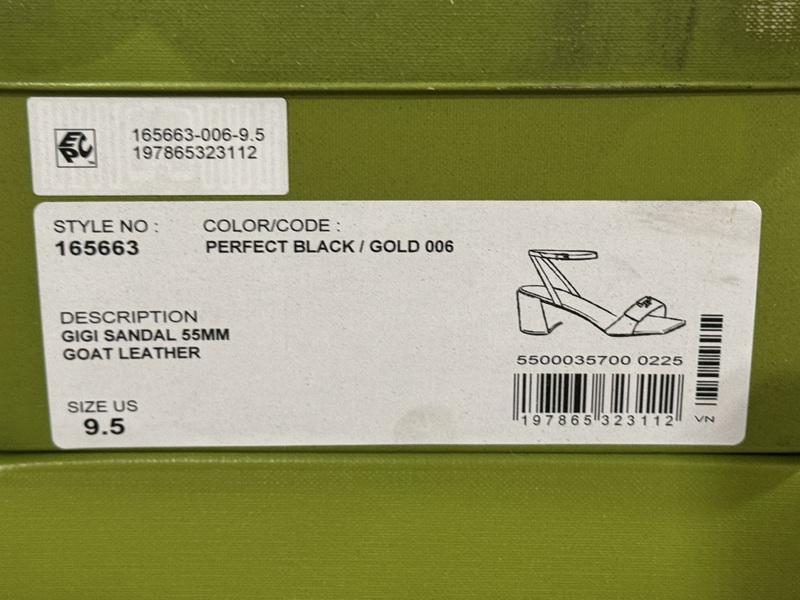 EPC
165663-006-9.5
197865323112
STYLE NO :
165663
COLOR/CODE :
PERFECT BLACK / GOLD 006
DESCRIPTION
GIGI SANDAL 55MM
GOAT LEATHER
SIZE US
9.5
5500035700 0225
197865 323112
VN